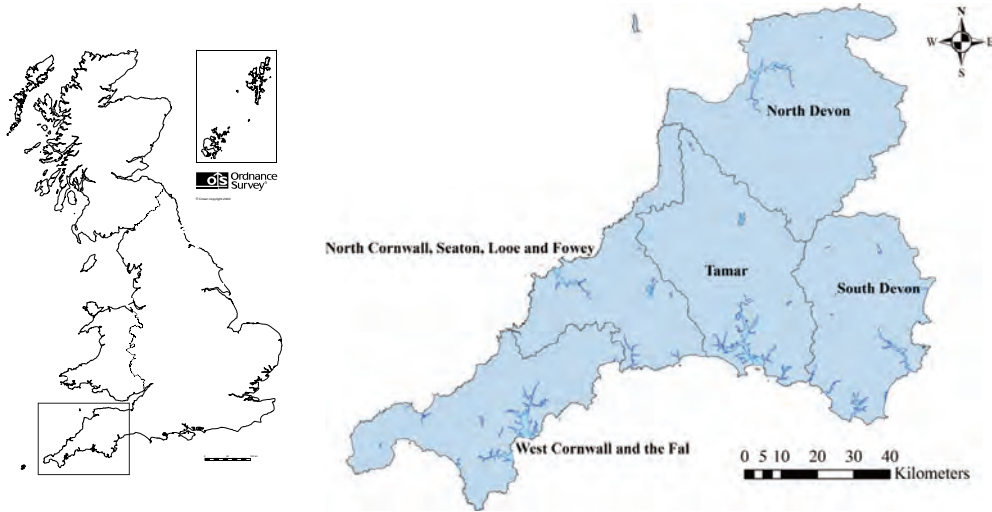 Ordnance
Survey®
N
W E
S
North Devon
North Cornwall, Seaton, Looe and Fowey
Tamar
South Devon
West Cornwall and the Fal
0 5 10 20 30 40
Kilometers